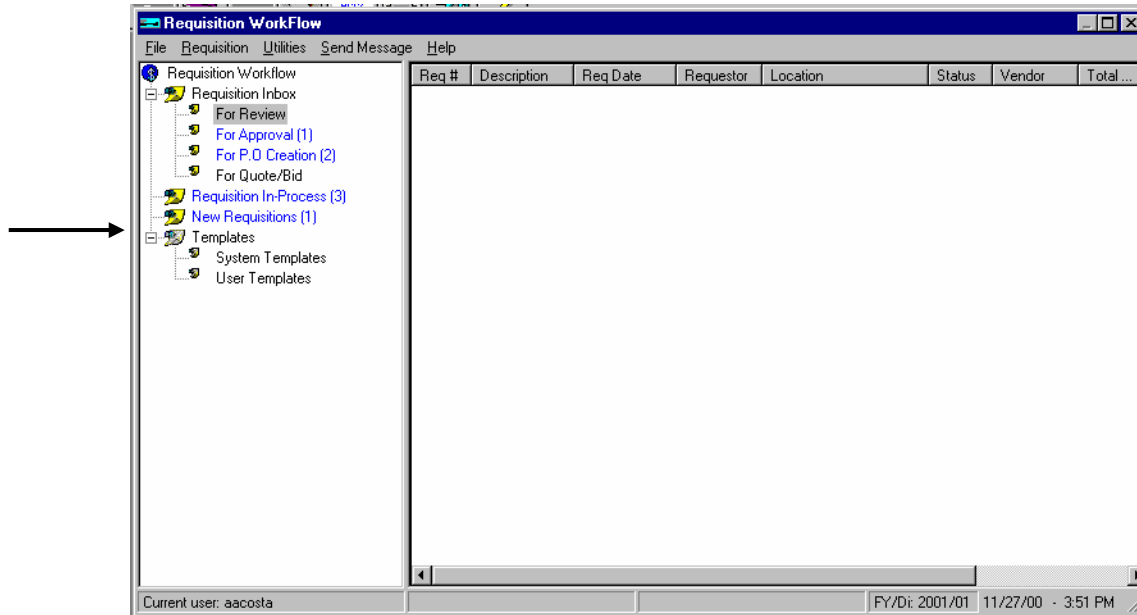 Requisition WorkFlow
File Requisition Utilities Send Message Help
Requisition Workflow
Requisition Inbox
For Review
For Approval (1)
For P.O Creation (2)
For Quote/Bid
Requisition In-Process (3)
New Requisitions (1)
Templates
System Templates
User Templates
Req # Description Req Date Requestor Location Status Vendor Total ...
Current user: aacosta FY/Di: 2001/01 11/27/00 - 3:51 PM